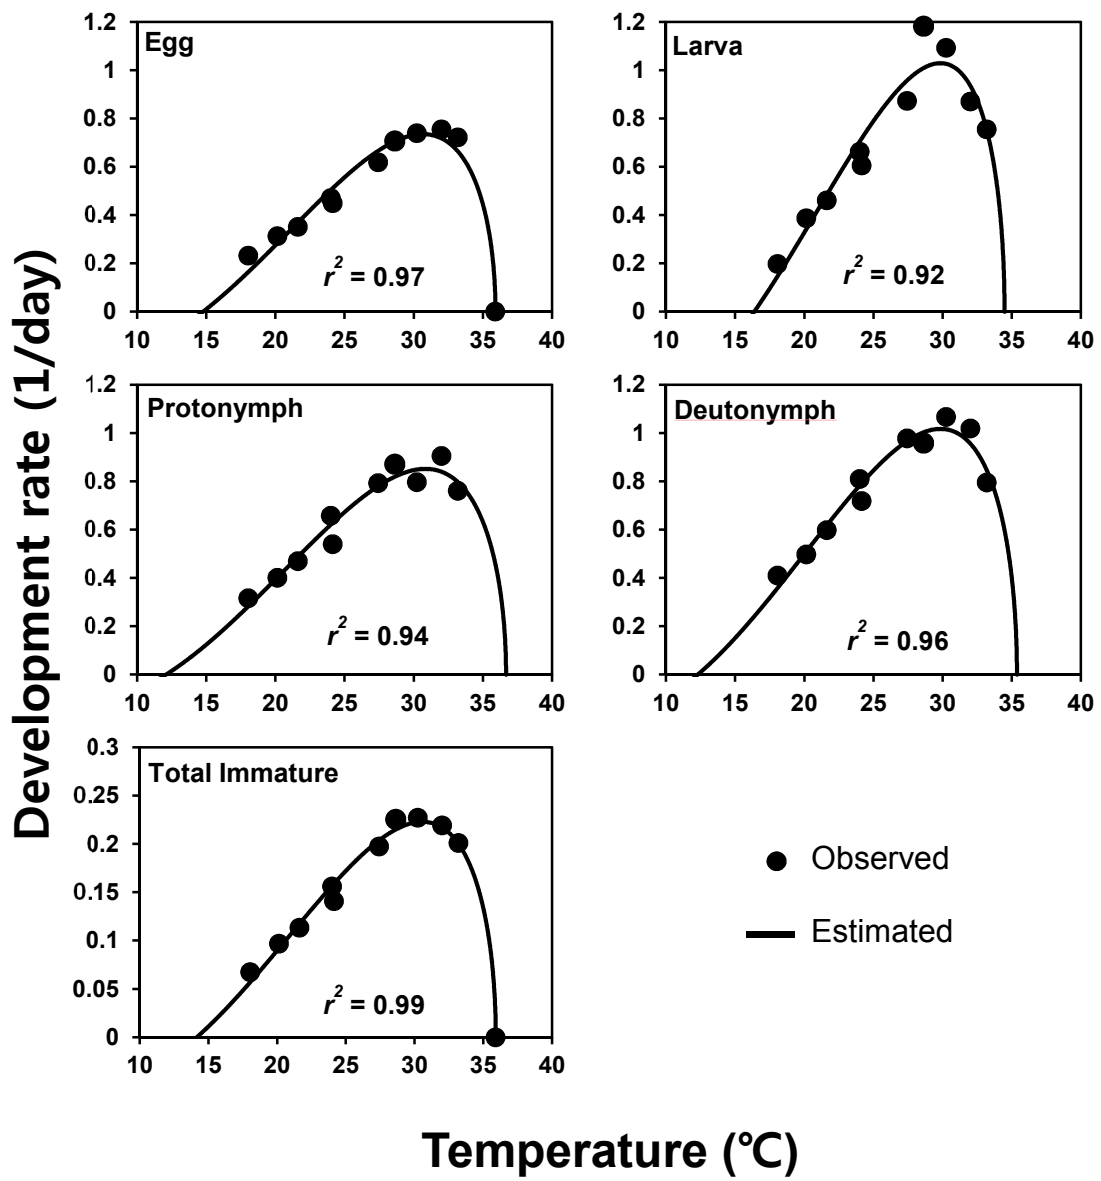 Development rate (1/day)
Egg
1.2
1
0.8
0.6
0.4
0.2
0
r² = 0.97
10 15 20 25 30 35 40
Larva
1.2
1
0.8
0.6
0.4
0.2
0
r² = 0.92
10 15 20 25 30 35 40
Protonymph
1.2
1
0.8
0.6
0.4
0.2
0
r² = 0.94
10 15 20 25 30 35 40
Deutonymph
1.2
1
0.8
0.6
0.4
0.2
0
r² = 0.96
10 15 20 25 30 35 40
Total Immature
0.3
0.25
0.2
0.15
0.1
0.05
0
r² = 0.99
10 15 20 25 30 35 40
Observed
Estimated
Temperature (℃)